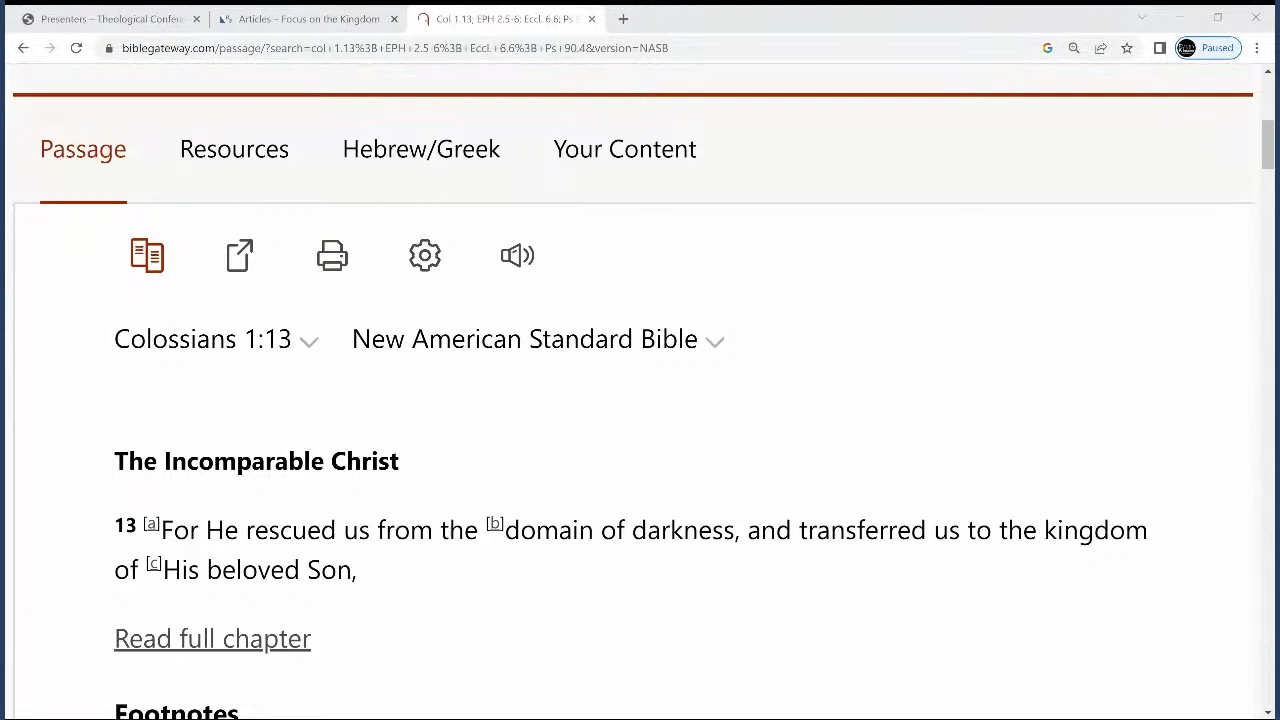 Presenters – Theological Confere
Articles – Focus on the Kingdom
Col 1.13; EPH 2.5-6; Eccl. 6.6; Ps 9
biblegateway.com/passage/?search=col+1.13%3B+EPH+2.5-6%3B+Eccl.+6.6%3B+Ps+90.4&version=NASB
Paused
Passage
Resources
Hebrew/Greek
Your Content
Colossians 1:13
New American Standard Bible
The Incomparable Christ
13 [a]For He rescued us from the [b]domain of darkness, and transferred us to the kingdom
of [c]His beloved Son,
Read full chapter
Footnotes